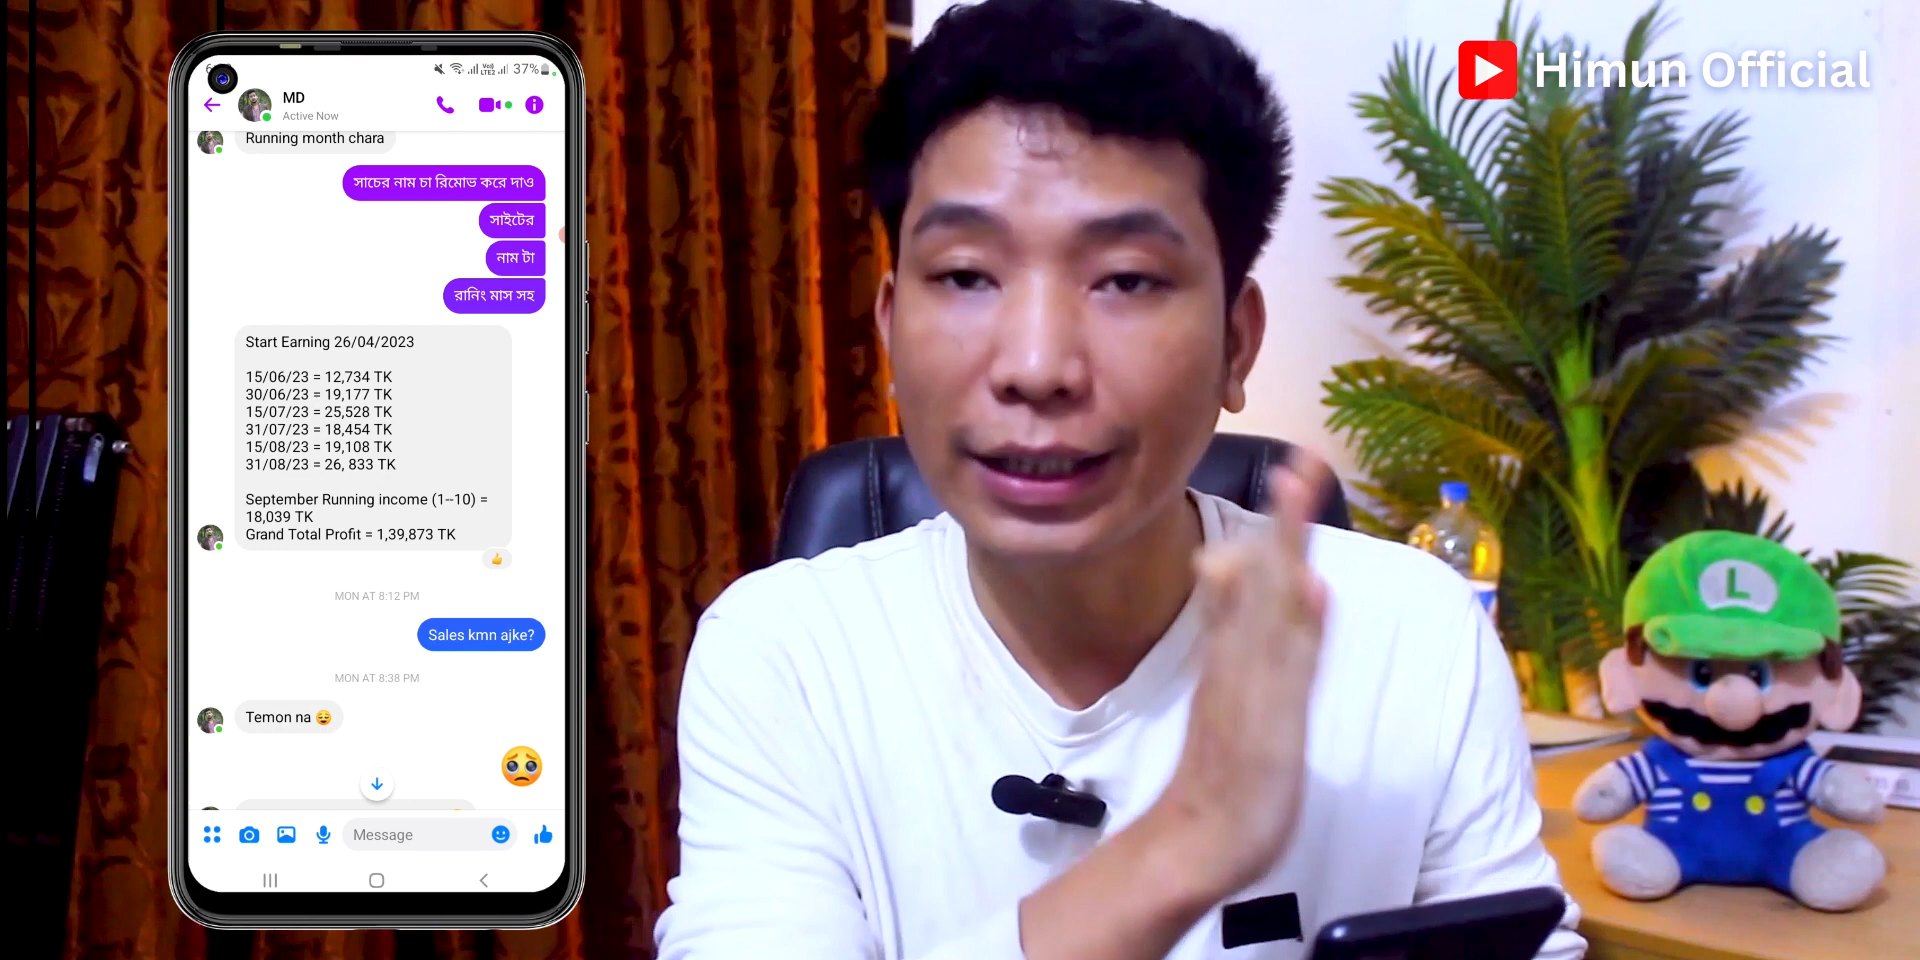 Himun Official
37%
MD
Active Now
Running month chara
সাচের নাম চা রিমোভ করে দাও
সাইটের
নাম টা
রানিং মাস সহ
Start Earning 26/04/2023
15/06/23 = 12,734 TK
30/06/23 = 19,177 TK
15/07/23 = 25,528 TK
31/07/23 = 18,454 TK
15/08/23 = 19,108 TK
31/08/23 = 26, 833 TK
September Running income (1--10) =
18,039 TK
Grand Total Profit = 1,39,873 TK
MON AT 8:12 PM
Sales kmn ajke?
MON AT 8:38 PM
Temon na
Message
L